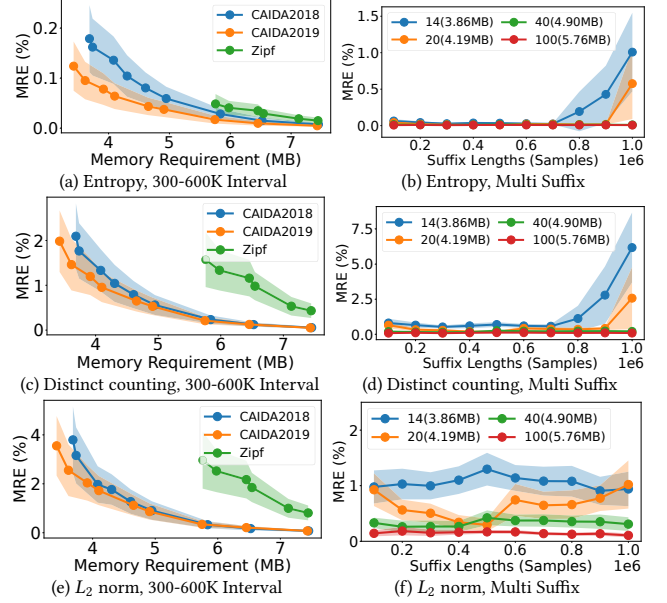 MRE (%)
0.1
0.0
CAIDA2018
CAIDA2019
Zipf
4 5 6 7
Memory Requirement (MB)
(a) Entropy, 300-600K Interval
MRE (%)
1.5
1.0
0.5
0.0
14(3.86MB) 40(4.90MB)
20(4.19MB) 100(5.76MB)
0.2 0.4 0.6 0.8 1.0
Suffix Lengths (Samples) 1e6
(b) Entropy, Multi Suffix
MRE (%)
2
1
0
CAIDA2018
CAIDA2019
Zipf
4 5 6 7
Memory Requirement (MB)
(c) Distinct counting, 300-600K Interval
MRE (%)
7.5
5.0
2.5
0.0
14(3.86MB) 40(4.90MB)
20(4.19MB) 100(5.76MB)
0.2 0.4 0.6 0.8 1.0
Suffix Lengths (Samples) 1e6
(d) Distinct counting, Multi Suffix
MRE (%)
4
2
0
CAIDA2018
CAIDA2019
Zipf
4 5 6 7
Memory Requirement (MB)
(e) L₂ norm, 300-600K Interval
MRE (%)
2
1
0
14(3.86MB) 40(4.90MB)
20(4.19MB) 100(5.76MB)
0.2 0.4 0.6 0.8 1.0
Suffix Lengths (Samples) 1e6
(f) L₂ norm, Multi Suffix